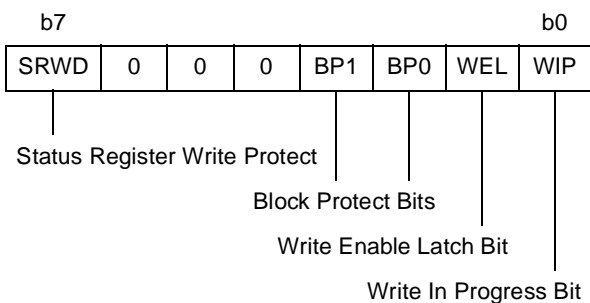 b7 b0
SRWD 0 0 0 BP1 BP0 WEL WIP
Status Register Write Protect
Block Protect Bits
Write Enable Latch Bit
Write In Progress Bit